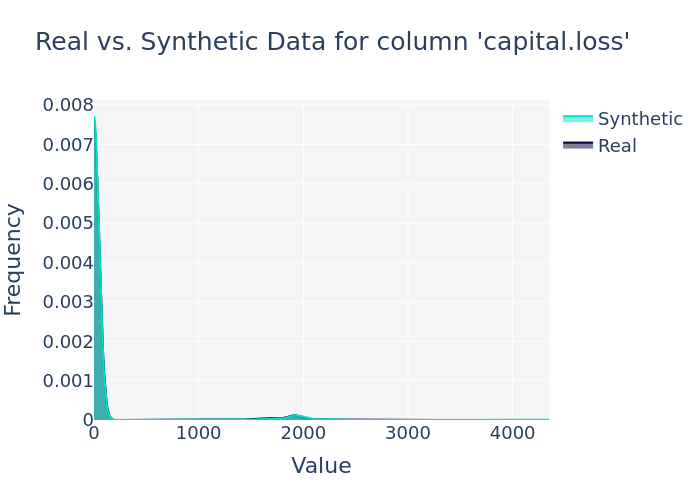 Real vs. Synthetic Data for column 'capital.loss'
Synthetic
Real
Frequency
0.008
0.007
0.006
0.005
0.004
0.003
0.002
0.001
0
0
1000
2000
3000
4000
Value